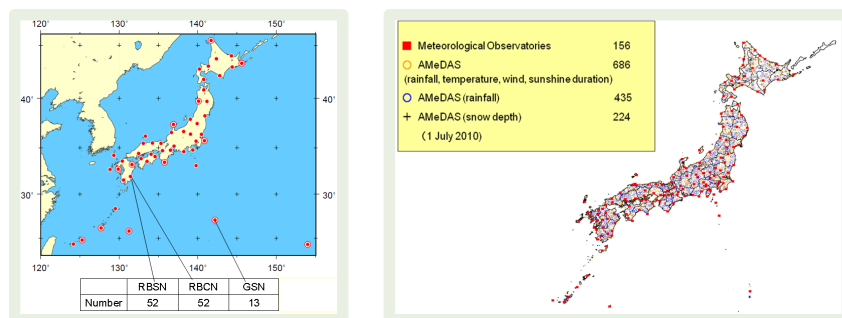 120° 130° 140° 150°
40° 40°
30° 30°
120° 130° 140° 150°
RBSN RBCN GSN
Number 52 52 13
Meteorological Observatories 156
AMeDAS 686
(rainfall, temperature, wind, sunshine duration)
AMeDAS (rainfall) 435
AMeDAS (snow depth) 224
(1 July 2010)